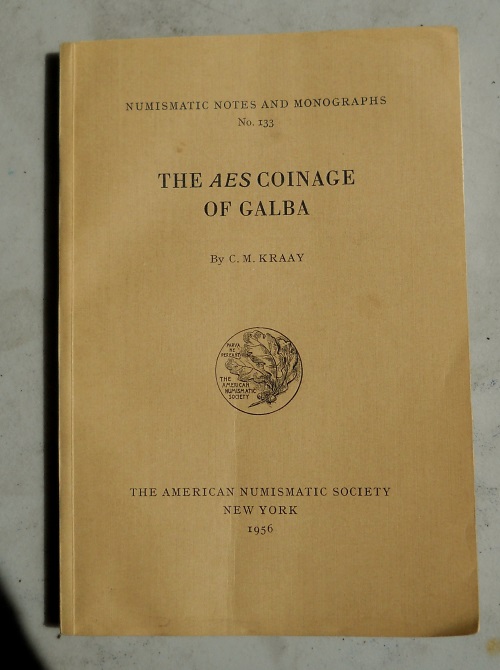 NUMISMATIC NOTES AND MONOGRAPHS
No. 133
THE AES COINAGE
OF GALBA
By C. M. KRAAY
PARVA
NE
PEREANT
THE
AMERICAN
NUMISMATIC
SOCIETY
THE AMERICAN NUMISMATIC SOCIETY
NEW YORK
1956